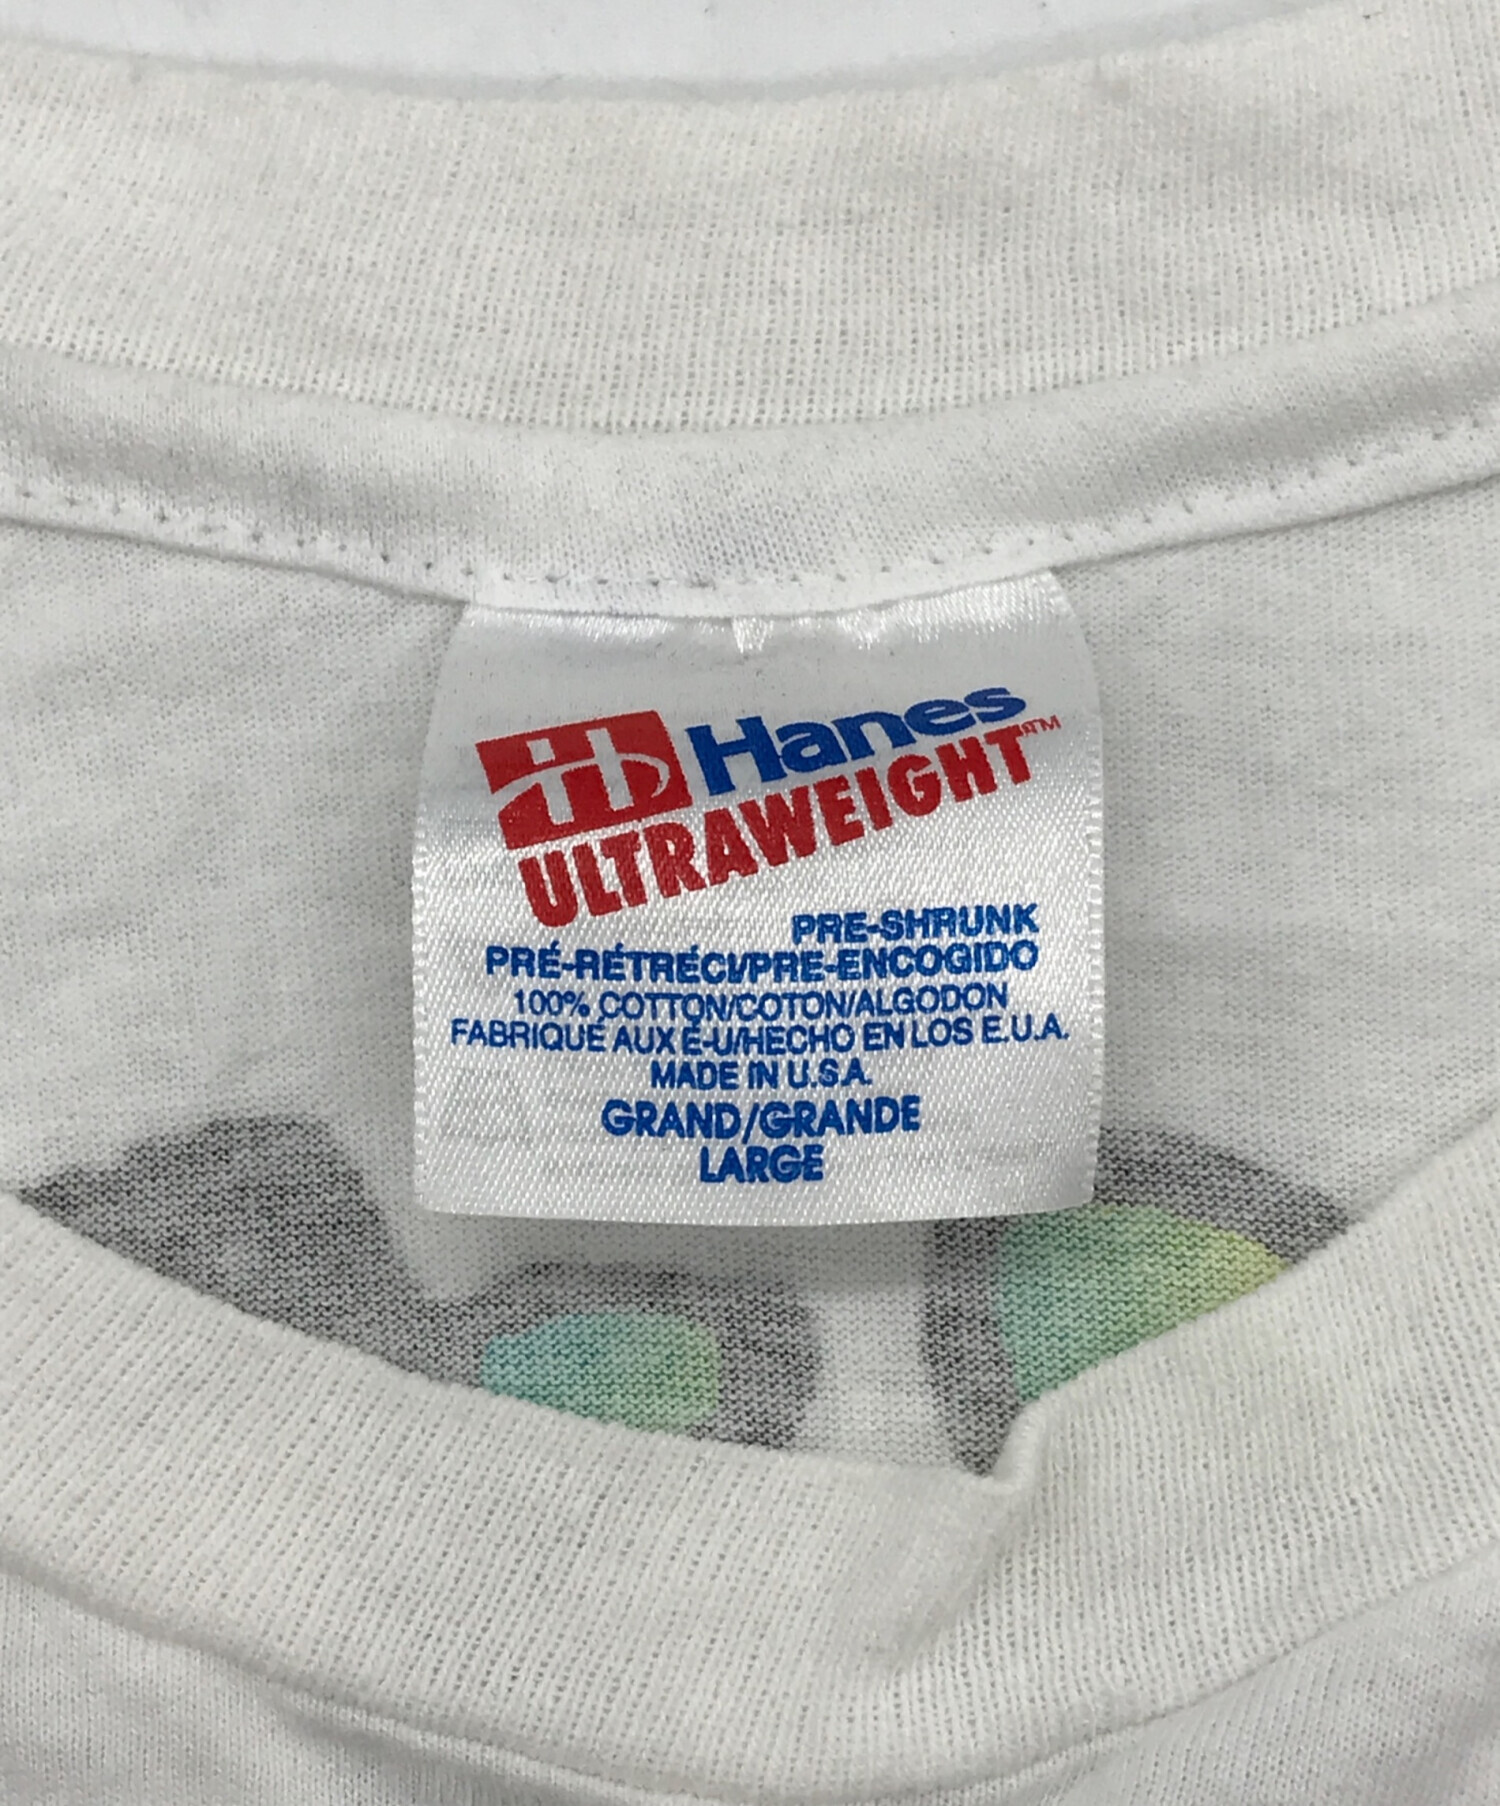 Hanes™
ULTRAWEIGHT™
PRE-SHRUNK
PRÉ-RÉTRÉCI/PRE-ENCOGIDO
100% COTTON/COTON/ALGODON
FABRIQUÉ AUX É-U/HECHO EN LOS E.U.A.
MADE IN U.S.A.
GRAND/GRANDE
LARGE